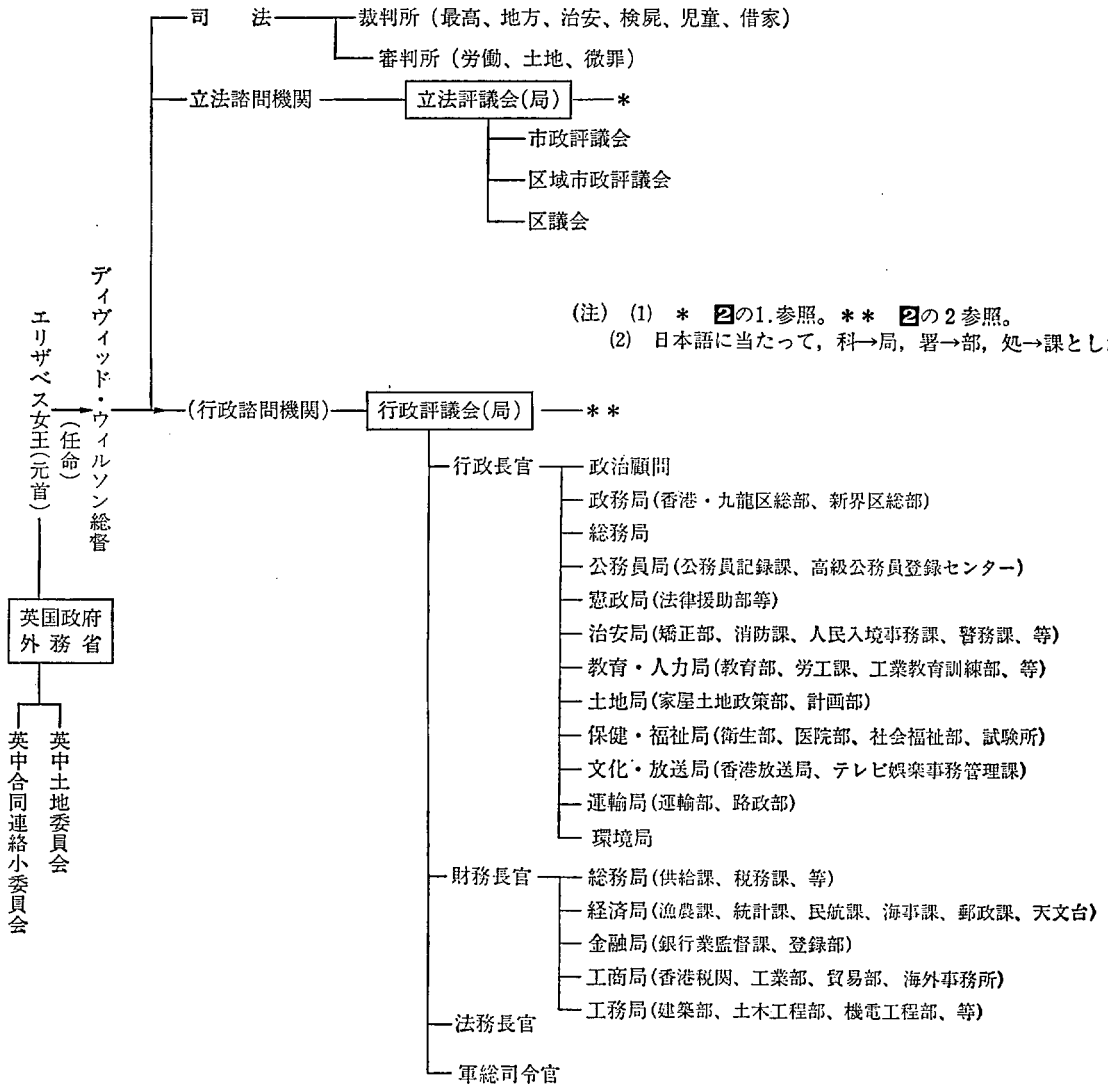 司　法
裁判所（最高、地方、治安、検屍、児童、借家）
審判所（労働、土地、微罪）
立法諮問機関
立法評議会(局)
＊
市政評議会
区域市政評議会
区議会
(注) (1) ＊ 2の1.参照。＊＊ 2の2参照。
(2) 日本語に当たって，科→局，署→部，処→課とし
エリザベス女王(元首)
(任命)
ディヴィッド・ウィルソン総督
(行政諮問機関)
行政評議会(局)
＊＊
行政長官
政治顧問
政務局(香港・九龍区総部、新界区総部)
総務局
公務員局(公務員記録課、高級公務員登録センター)
憲政局(法律援助部等)
治安局(矯正部、消防課、人民入境事務課、警務課、等)
教育・人力局(教育部、労工課、工業教育訓練部、等)
土地局(家屋土地政策部、計画部)
保健・福祉局(衛生部、医院部、社会福祉部、試験所)
文化・放送局(香港放送局、テレビ娯楽事務管理課)
運輸局(運輸部、路政部)
環境局
財務長官
総務局(供給課、税務課、等)
経済局(漁農課、統計課、民航課、海事課、郵政課、天文台)
金融局(銀行業監督課、登録部)
工商局(香港税関、工業部、貿易部、海外事務所)
工務局(建築部、土木工程部、機電工程部、等)
法務長官
軍総司令官
英国政府
外務省
英中土地委員会
英中合同連絡小委員会